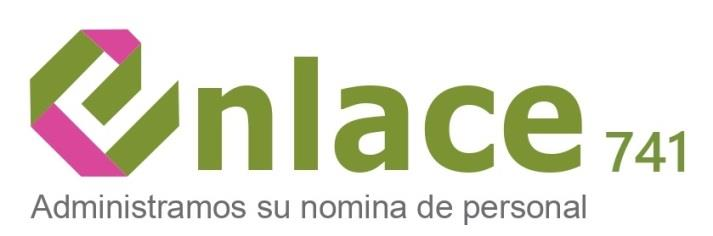 enlace 741
Administramos su nomina de personal